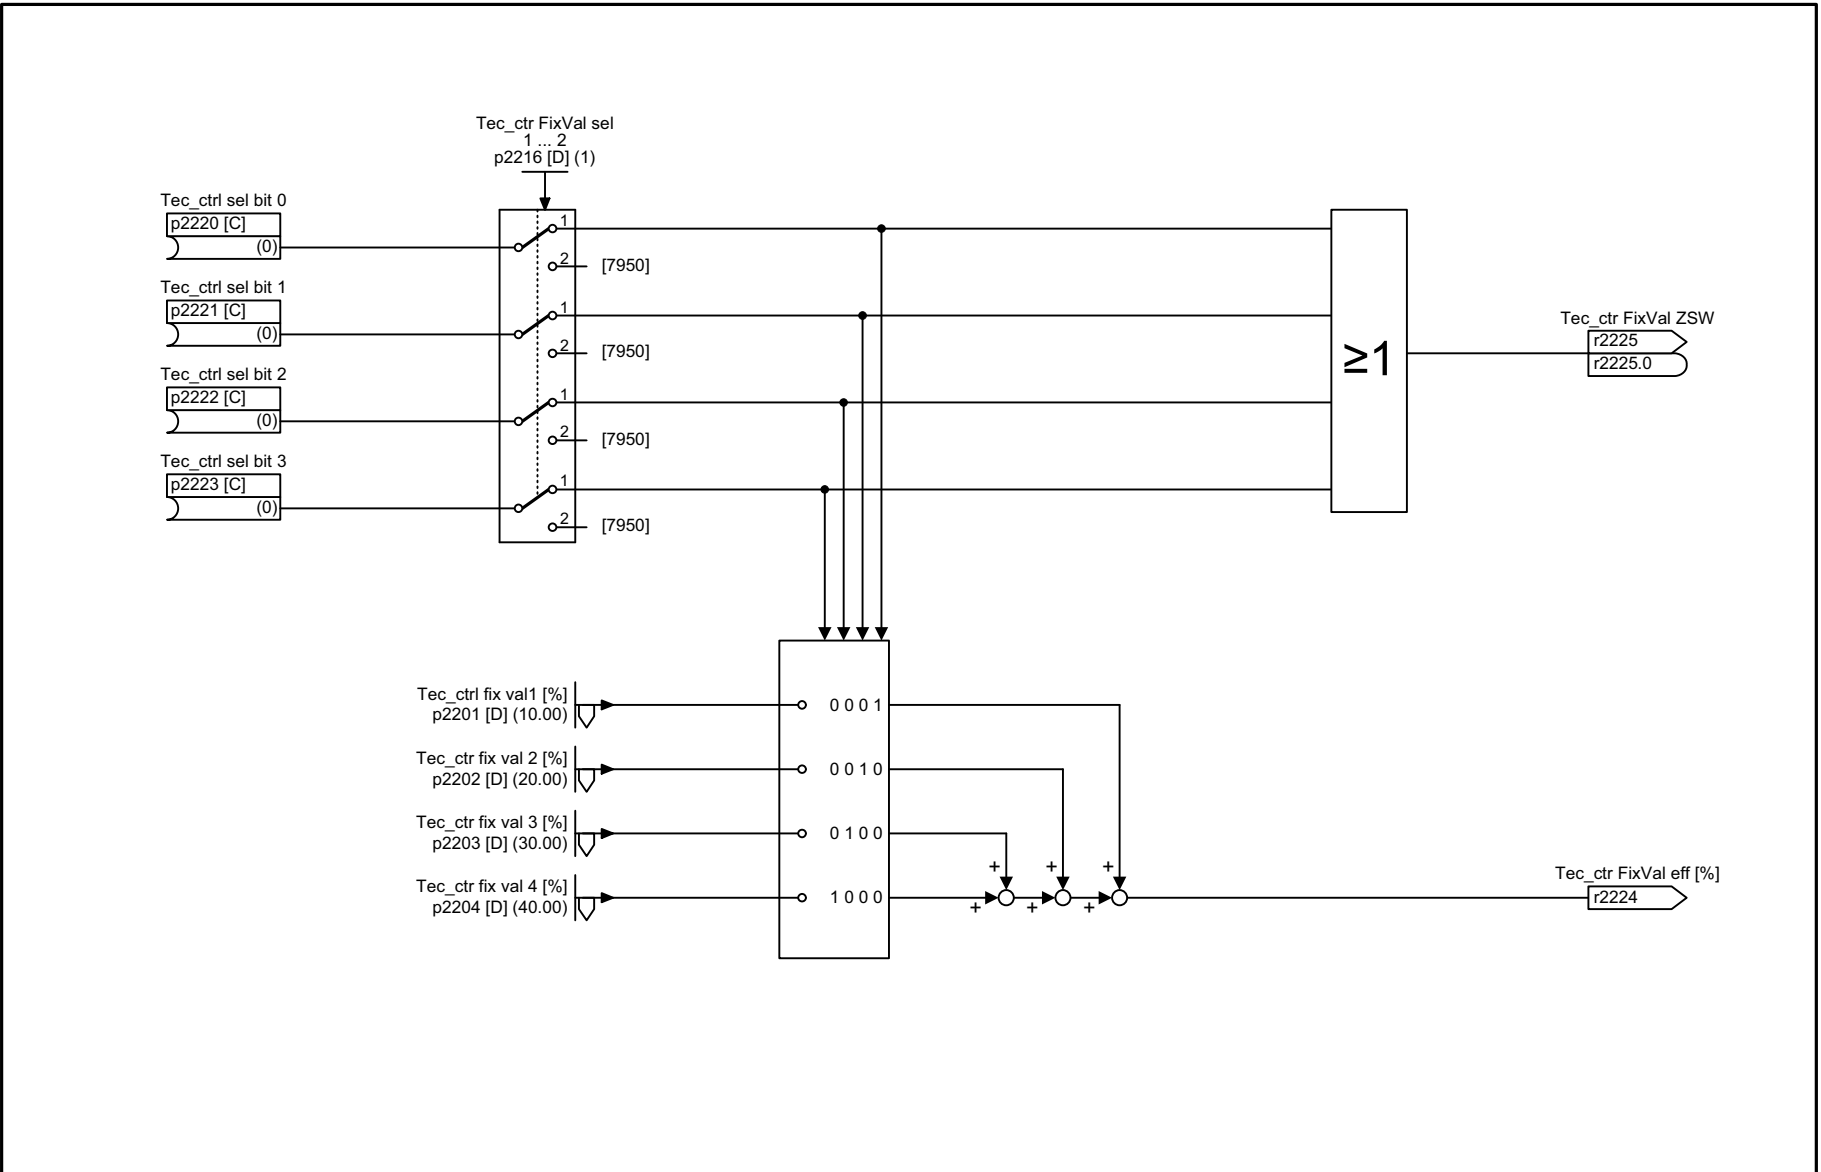 Tec_ctr FixVal sel
1 ... 2
p2216 [D] (1)
Tec_ctrl sel bit 0
p2220 [C]
(0)
1
2
[7950]
Tec_ctrl sel bit 1
p2221 [C]
(0)
1
2
[7950]
Tec_ctrl sel bit 2
p2222 [C]
(0)
1
2
[7950]
Tec_ctrl sel bit 3
p2223 [C]
(0)
1
2
[7950]
≥1
Tec_ctr FixVal ZSW
r2225
r2225.0
Tec_ctrl fix val1 [%]
p2201 [D] (10.00)
0 0 0 1
Tec_ctr fix val 2 [%]
p2202 [D] (20.00)
0 0 1 0
Tec_ctr fix val 3 [%]
p2203 [D] (30.00)
0 1 0 0
Tec_ctr fix val 4 [%]
p2204 [D] (40.00)
1 0 0 0
+ + +
+ + +
Tec_ctr FixVal eff [%]
r2224